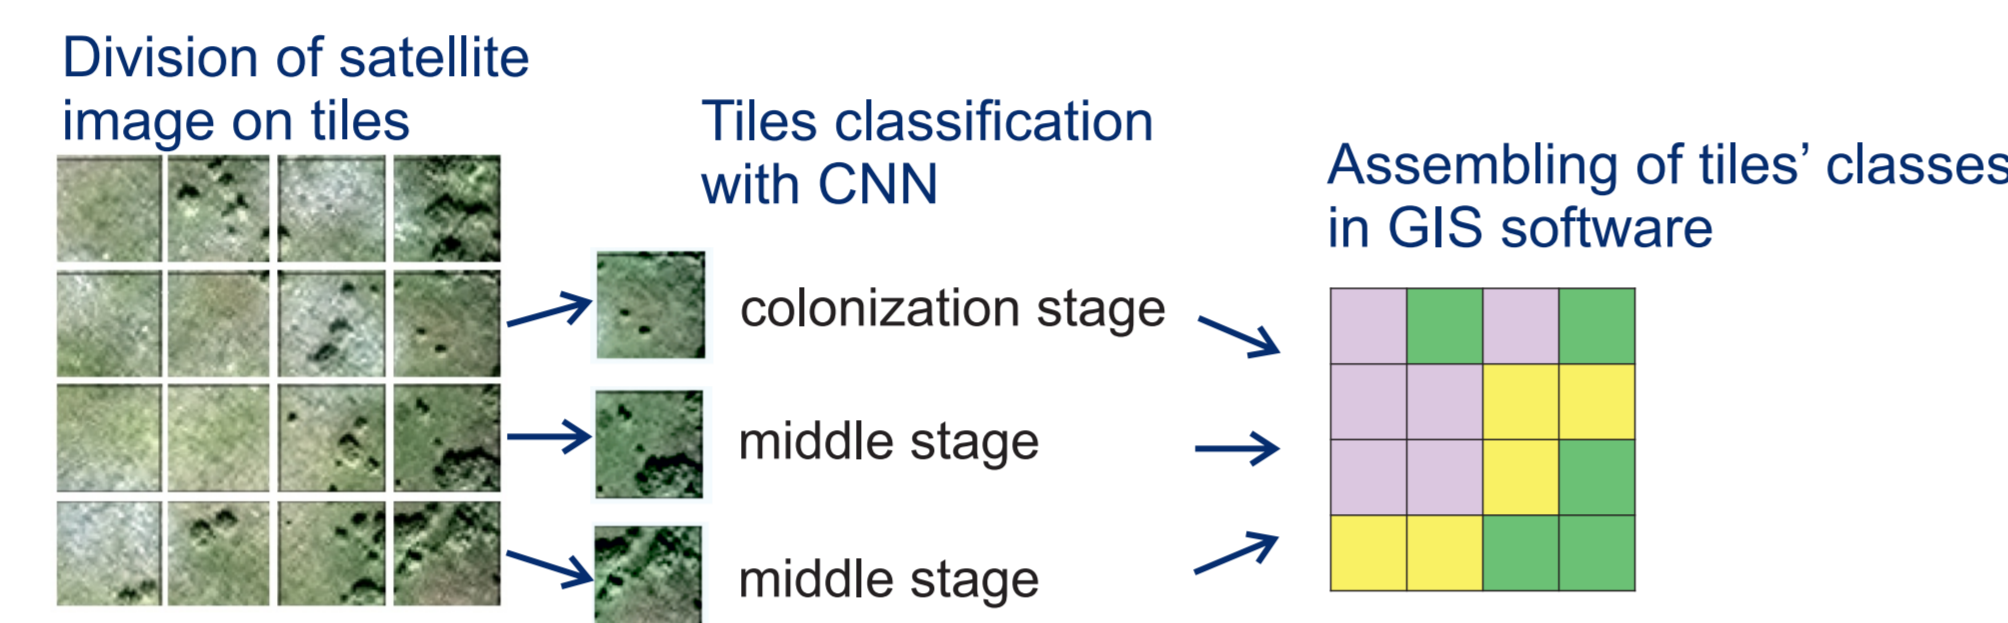 Division of satellite
image on tiles
Tiles classification
with CNN
Assembling of tiles’ classes
in GIS software
colonization stage
middle stage
middle stage